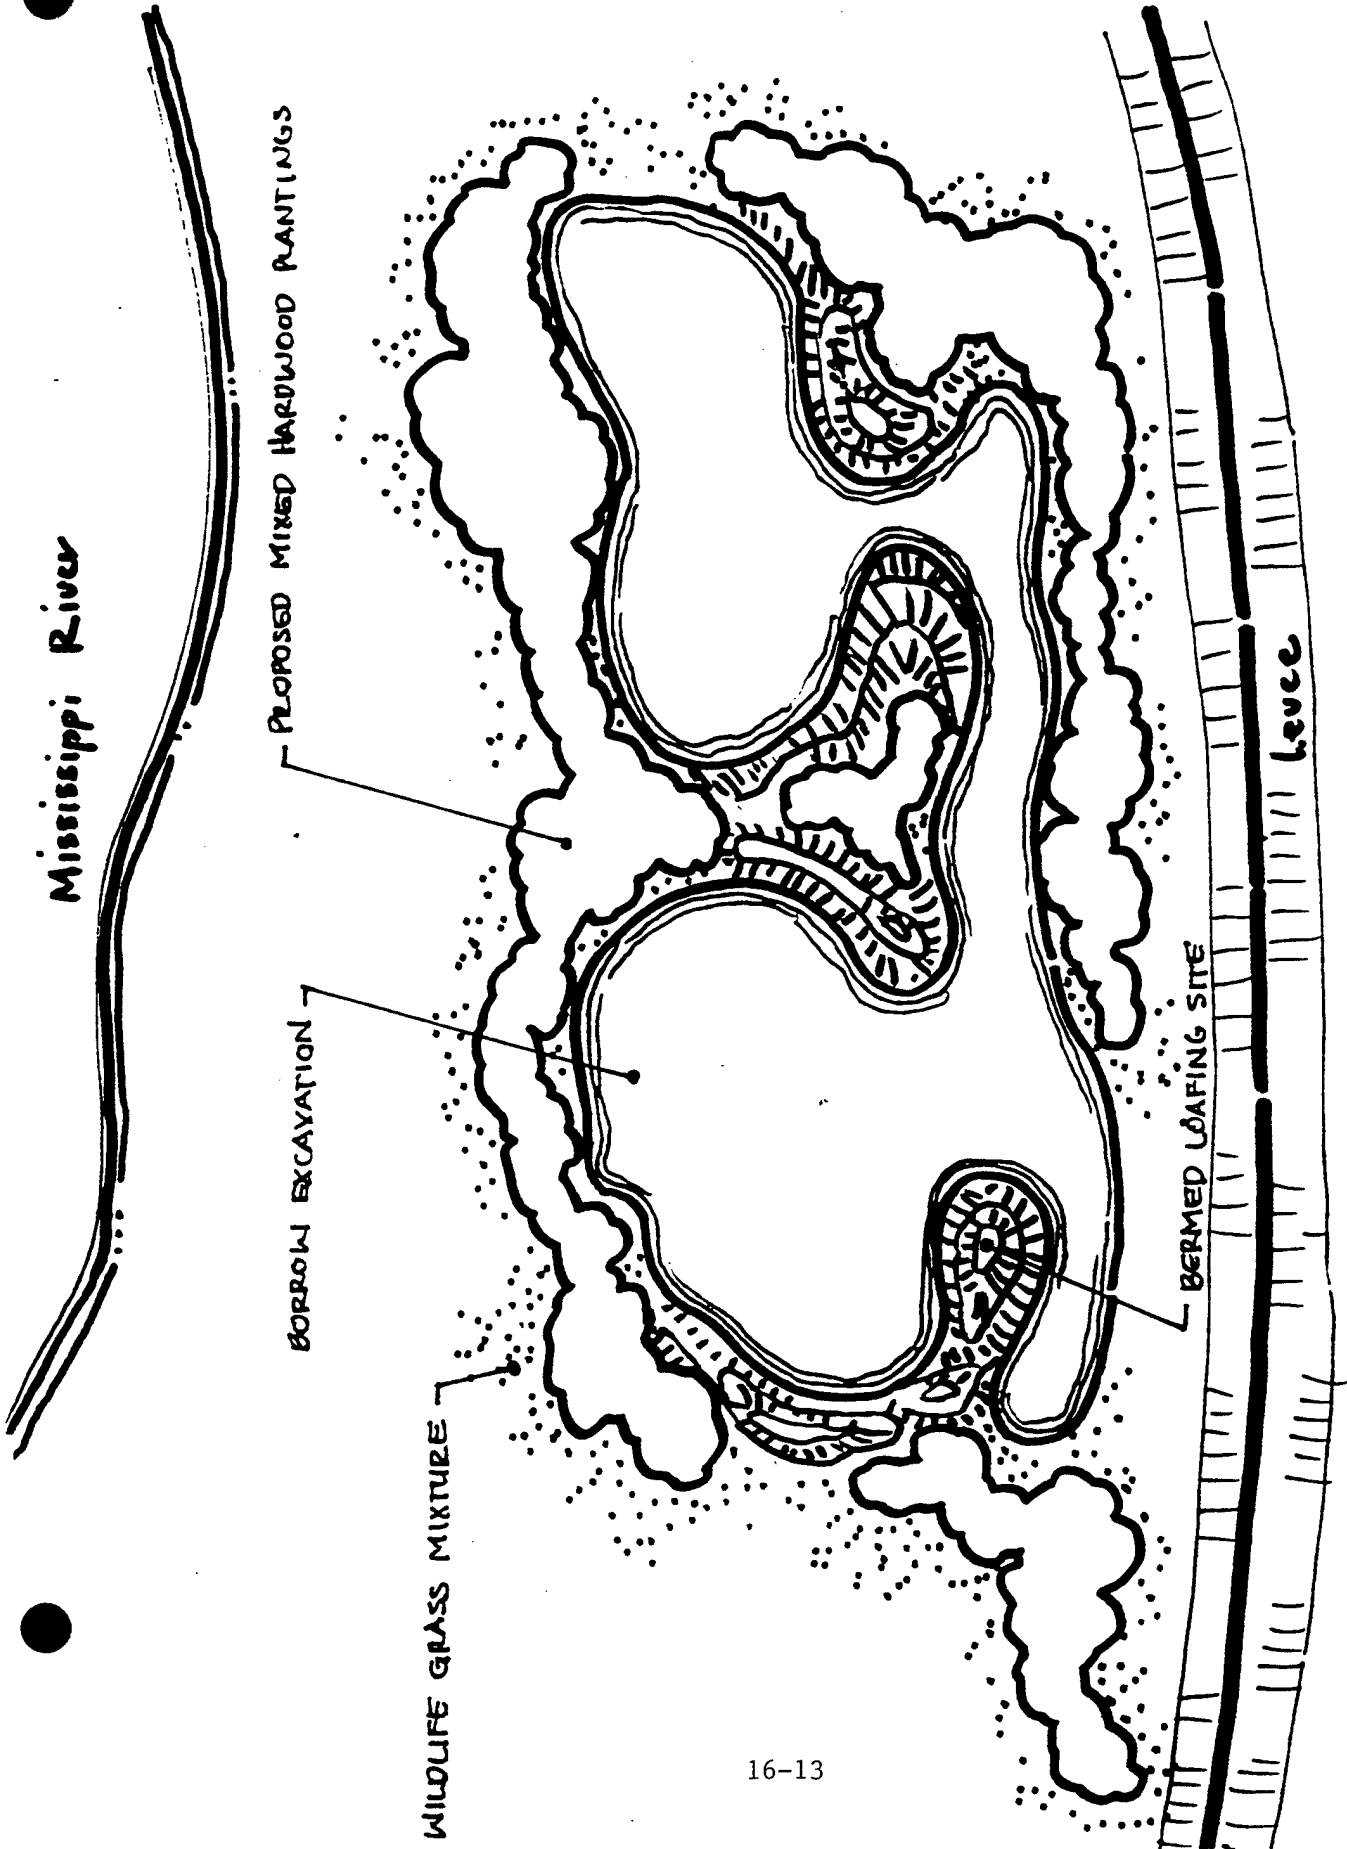 Mississippi River
PROPOSED MIXED HARDWOOD PLANTINGS
BORROW EXCAVATION
WILDLIFE GRASS MIXTURE
BERMED LOAFING SITE
Levee
16-13